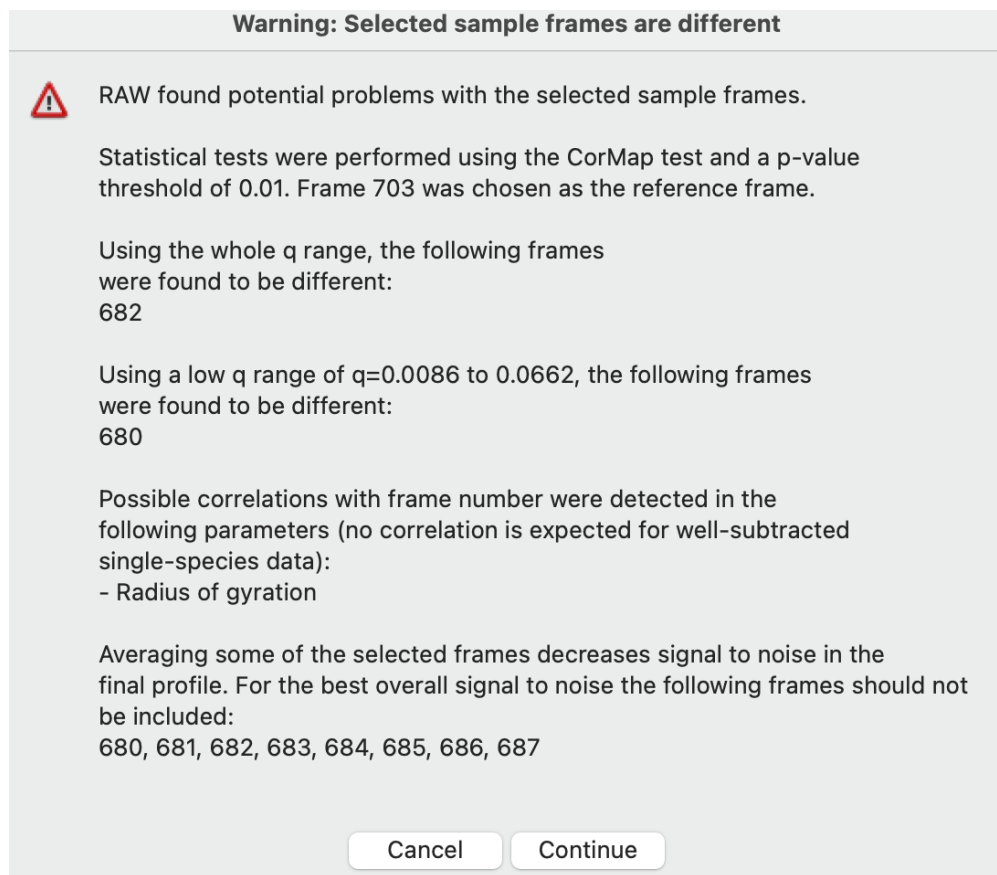 Warning: Selected sample frames are different
RAW found potential problems with the selected sample frames.
Statistical tests were performed using the CorMap test and a p-value
threshold of 0.01. Frame 703 was chosen as the reference frame.
Using the whole q range, the following frames
were found to be different:
682
Using a low q range of q=0.0086 to 0.0662, the following frames
were found to be different:
680
Possible correlations with frame number were detected in the
following parameters (no correlation is expected for well-subtracted
single-species data):
- Radius of gyration
Averaging some of the selected frames decreases signal to noise in the
final profile. For the best overall signal to noise the following frames should not
be included:
680, 681, 682, 683, 684, 685, 686, 687
Cancel Continue